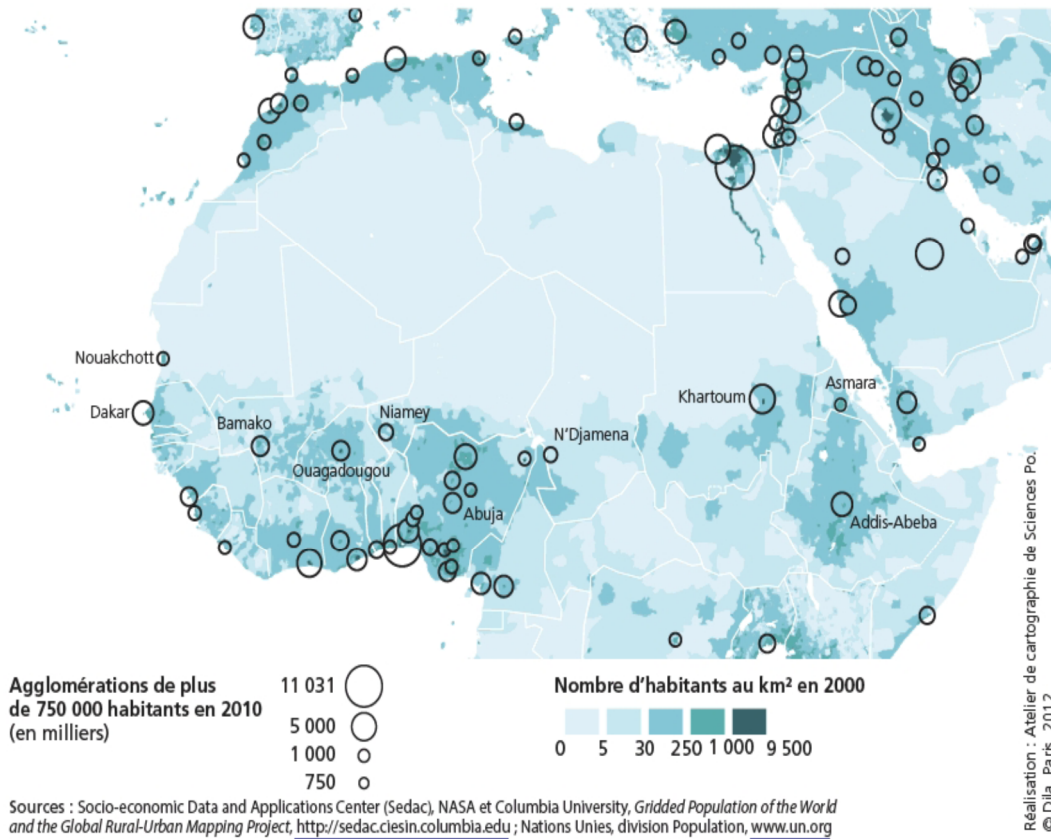 Nouakchott
Dakar
Bamako
Niamey
Ouagadougou
Abuja
N'Djamena
Khartoum
Asmara
Addis-Abeba
Agglomérations de plus
de 750 000 habitants en 2010
(en milliers)
11 031
5 000
1 000
750
Nombre d'habitants au km² en 2000
0 5 30 250 1 000 9 500
Sources : Socio-economic Data and Applications Center (Sedac), NASA et Columbia University, Gridded Population of the World
and the Global Rural-Urban Mapping Project, http://sedac.ciesin.columbia.edu ; Nations Unies, division Population, www.un.org
Réalisation : Atelier de cartographie de Sciences Po.
© Dila, Paris, 2012